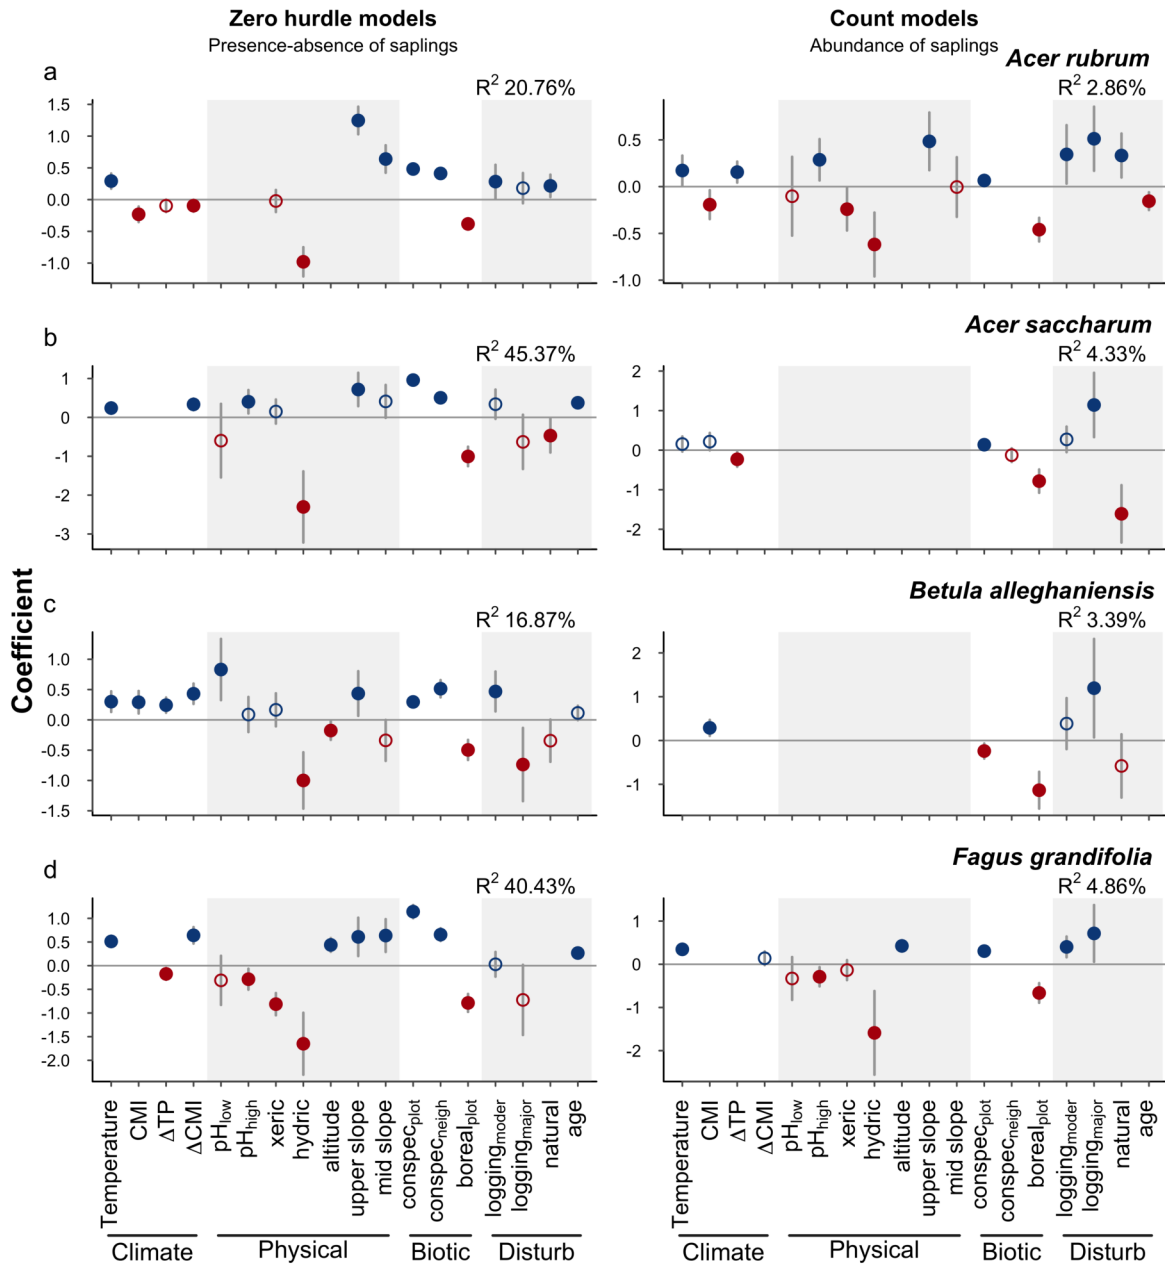 Zero hurdle models
Presence-absence of saplings
Count models
Abundance of saplings
Acer rubrum
a
R² 20.76%
R² 2.86%
1.5
1.0
0.5
0.0
-0.5
-1.0
0.5
0.0
-0.5
-1.0
Acer saccharum
b
R² 45.37%
R² 4.33%
1
0
-1
-2
-3
2
1
0
-1
-2
Betula alleghaniensis
c
R² 16.87%
R² 3.39%
1.0
0.5
0.0
-0.5
-1.0
-1.5
2
1
0
-1
Fagus grandifolia
d
R² 40.43%
R² 4.86%
1.0
0.5
0.0
-0.5
-1.0
-1.5
-2.0
1
0
-1
-2
Coefficient
Temperature
CMI
ΔTP
ΔCMI
pHlow
pHhigh
xeric
hydric
altitude
upper slope
mid slope
conspecplot
conspecneigh
borealplot
loggingmoder
loggingmajor
natural
age
Climate
Physical
Biotic
Disturb
Temperature
CMI
ΔTP
ΔCMI
pHlow
pHhigh
xeric
hydric
altitude
upper slope
mid slope
conspecplot
conspecneigh
borealplot
loggingmoder
loggingmajor
natural
age
Climate
Physical
Biotic
Disturb